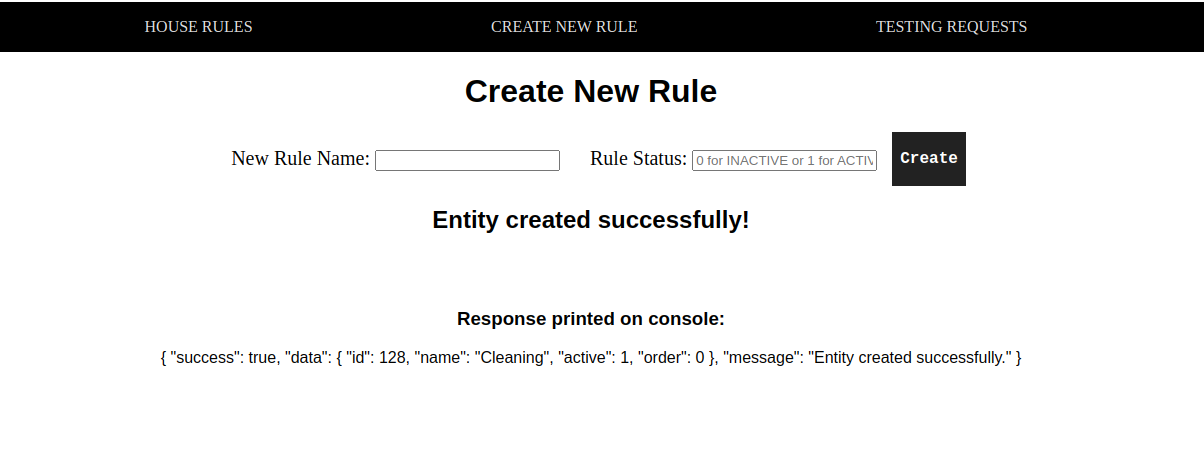 HOUSE RULES CREATE NEW RULE TESTING REQUESTS
Create New Rule
New Rule Name: Rule Status: 0 for INACTIVE or 1 for ACTIV Create
Entity created successfully!
Response printed on console:
{ "success": true, "data": { "id": 128, "name": "Cleaning", "active": 1, "order": 0 }, "message": "Entity created successfully." }